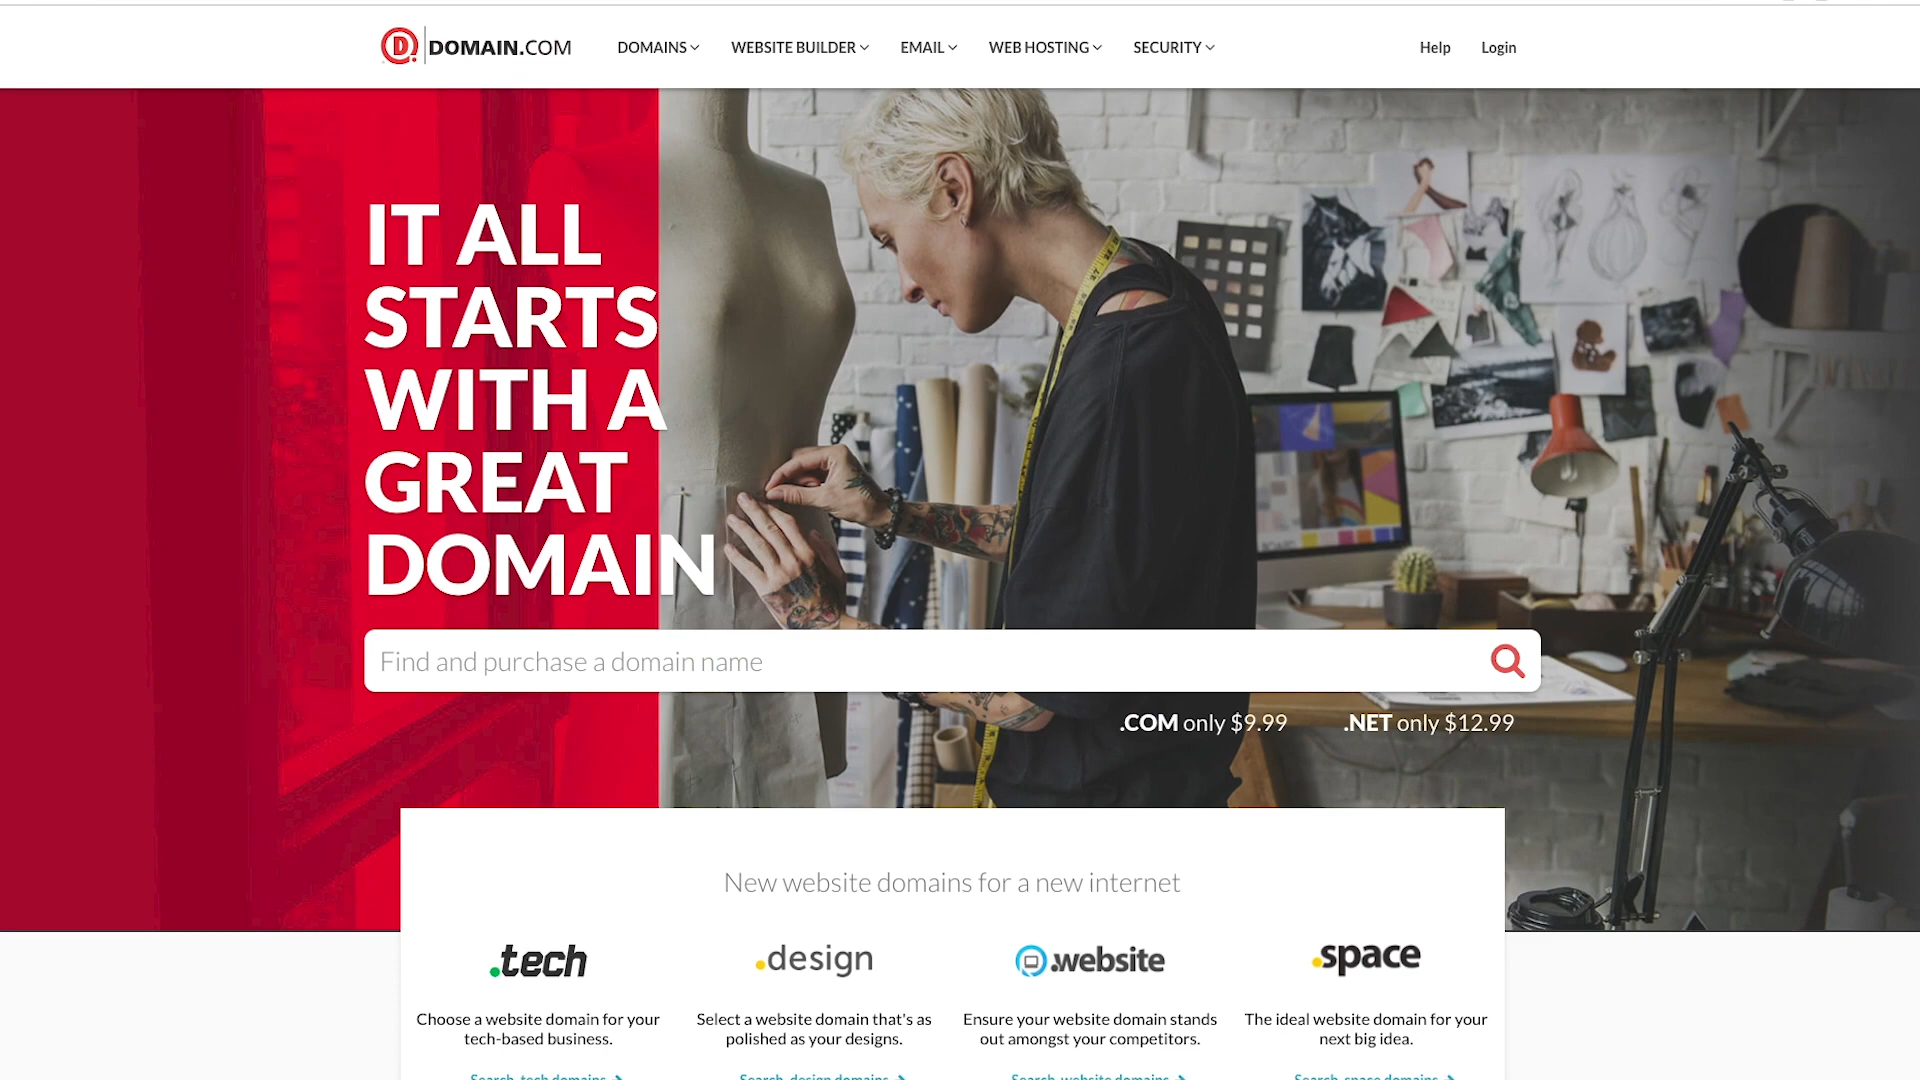 DOMAIN.COM
DOMAINS
WEBSITE BUILDER
EMAIL
WEB HOSTING
SECURITY
Help
Login
IT ALL
STARTS
WITH A
GREAT
DOMAIN
Find and purchase a domain name
.COM only $9.99
.NET only $12.99
New website domains for a new internet
.tech
.design
.website
.space
Choose a website domain for your
tech-based business.
Select a website domain that's as
polished as your designs.
Ensure your website domain stands
out amongst your competitors.
The ideal website domain for your
next big idea.
Search .tech domains
Search .design domains
Search .website domains
Search .space domains